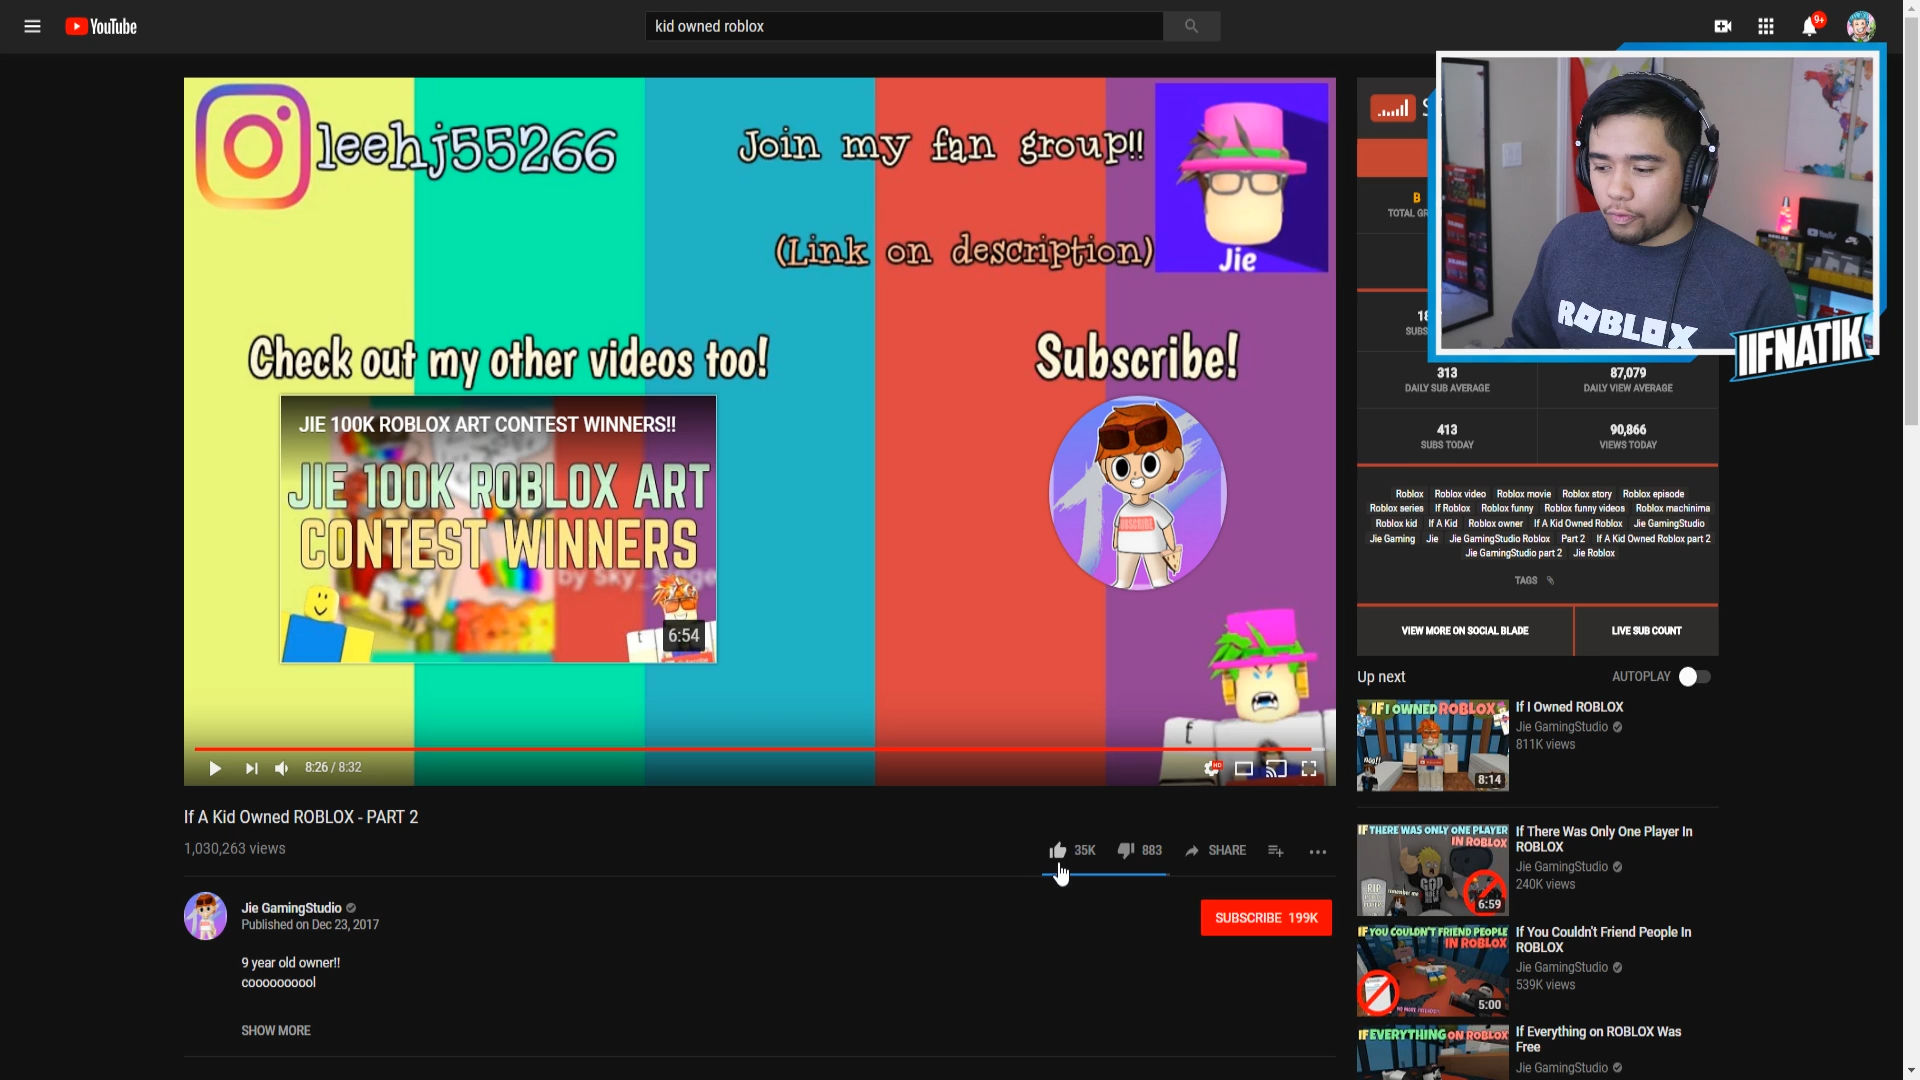 YouTube
kid owned roblox
9+
leehj55266
Join my fan group!!
(Link on description)
Jie
Check out my other videos too!
Subscribe!
JIE 100K ROBLOX ART CONTEST WINNERS!!
JIE 100K ROBLOX ART
CONTEST WINNERS
6:54
SUBSCRIBE
8:26 / 8:32
HD
If A Kid Owned ROBLOX - PART 2
1,030,263 views
35K
883
SHARE
Jie GamingStudio
Published on Dec 23, 2017
SUBSCRIBE 199K
9 year old owner!!
coooooooool
SHOW MORE
ROBLOX
IIFNATIK
B
313
DAILY SUB AVERAGE
87,079
DAILY VIEW AVERAGE
413
SUBS TODAY
90,866
VIEWS TODAY
Roblox Roblox video Roblox movie Roblox story Roblox episode
Roblox series If Roblox Roblox funny Roblox funny videos Roblox machinima
Roblox kid If A Kid Roblox owner If A Kid Owned Roblox Jie GamingStudio
Jie Gaming Jie Jie GamingStudio Roblox Part 2 If A Kid Owned Roblox part 2
Jie GamingStudio part 2 Jie Roblox
TAGS
VIEW MORE ON SOCIAL BLADE
LIVE SUB COUNT
Up next
AUTOPLAY
IF I OWNED ROBLOX
8:14
If I Owned ROBLOX
Jie GamingStudio
811K views
IF THERE WAS ONLY ONE PLAYER
IN ROBLOX
RIP
6:59
If There Was Only One Player In
ROBLOX
Jie GamingStudio
240K views
IF YOU COULDN'T FRIEND PEOPLE
IN ROBLOX
5:00
If You Couldn't Friend People In
ROBLOX
Jie GamingStudio
539K views
IF EVERYTHING ON ROBLOX
If Everything on ROBLOX Was
Free
Jie GamingStudio